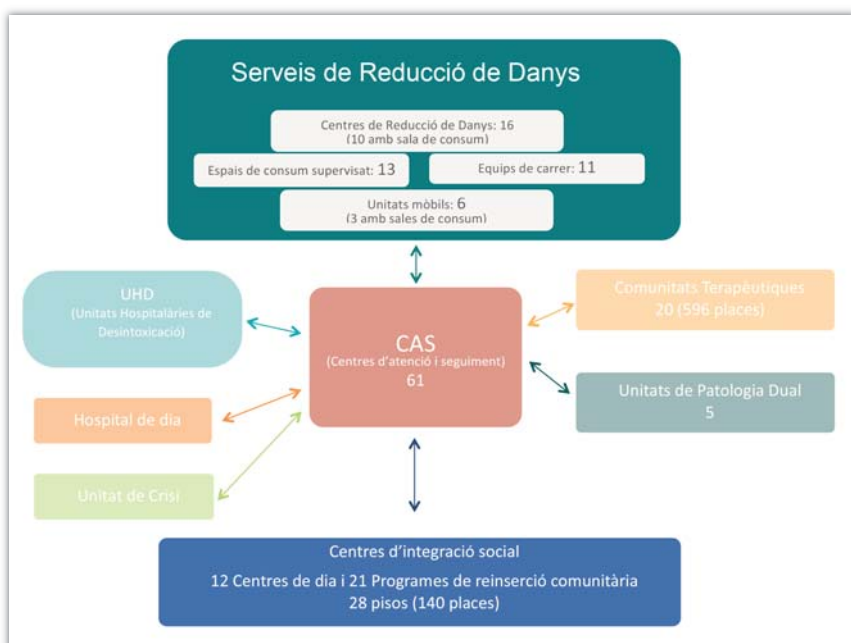 Serveis de Reducció de Danys
Centres de Reducció de Danys: 16
(10 amb sala de consum)
Espais de consum supervisat: 13
Equips de carrer: 11
Unitats mòbils: 6
(3 amb sales de consum)
UHD
(Unitats Hospitalàries de
Desintoxicació)
Comunitats Terapèutiques
20 (596 places)
CAS
(Centres d'atenció i seguiment)
61
Hospital de dia
Unitats de Patologia Dual
5
Unitat de Crisi
Centres d'integració social
12 Centres de dia i 21 Programes de reinserció comunitària
28 pisos (140 places)